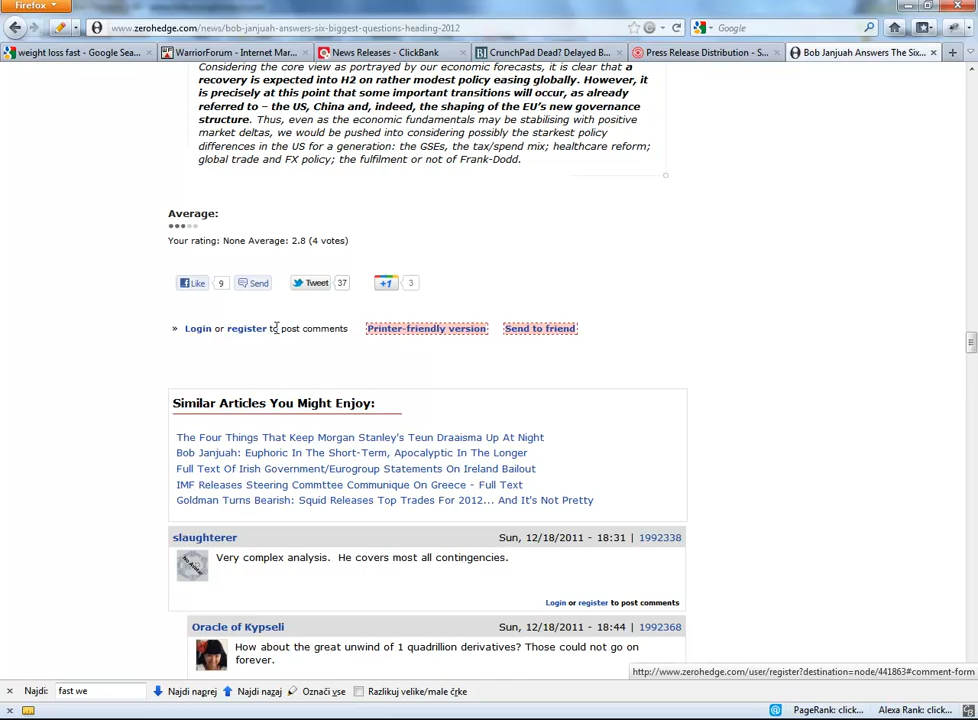 Firefox
www.zerohedge.com/news/bob-janjuah-answers-six-biggest-questions-heading-2012
Google
weight loss fast - Google Sea...
WarriorForum - Internet Mar...
News Releases - ClickBank
CrunchPad Dead? Delayed B...
Press Release Distribution - S...
Bob Janjuah Answers The Six...
Considering the core view as portrayed by our economic forecasts, it is clear that a
recovery is expected into H2 on rather modest policy easing globally. However, it
is precisely at this point that some important transitions will occur, as already
referred to – the US, China and, indeed, the shaping of the EU's new governance
structure. Thus, even as the economic fundamentals may be stabilising with positive
market deltas, we would be pushed into considering possibly the starkest policy
differences in the US for a generation: the GSEs, the tax/spend mix; healthcare reform;
global trade and FX policy; the fulfilment or not of Frank-Dodd.
Average:
Your rating: None Average: 2.8 (4 votes)
Like 9 Send Tweet 37 +1 3
» Login or register to post comments Printer-friendly version Send to friend
Similar Articles You Might Enjoy:
The Four Things That Keep Morgan Stanley's Teun Draaisma Up At Night
Bob Janjuah: Euphoric In The Short-Term, Apocalyptic In The Longer
Full Text Of Irish Government/Eurogroup Statements On Ireland Bailout
IMF Releases Steering Commttee Communique On Greece - Full Text
Goldman Turns Bearish: Squid Releases Top Trades For 2012... And It's Not Pretty
slaughterer Sun, 12/18/2011 - 18:31 | 1992338
No Avatar
Very complex analysis. He covers most all contingencies.
Login or register to post comments
Oracle of Kypseli Sun, 12/18/2011 - 18:44 | 1992368
How about the great unwind of 1 quadrillion derivatives? Those could not go on
forever.
http://www.zerohedge.com/user/register?destination=node/441863#comment-form
× Najdi: fast we Najdi naprej Najdi nazaj Označi vse Razlikuj velike/male črke
× PageRank: click... Alexa Rank: click...